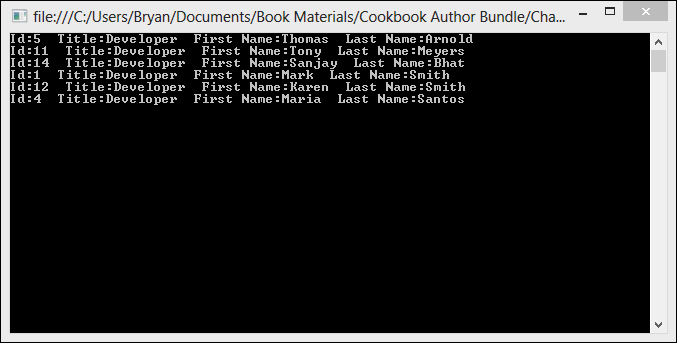 file:///C:/Users/Bryan/Documents/Book Materials/Cookbook Author Bundle/Cha...
Id:5  Title:Developer  First Name:Thomas  Last Name:Arnold
Id:11  Title:Developer  First Name:Tony  Last Name:Meyers
Id:14  Title:Developer  First Name:Sanjay  Last Name:Bhat
Id:1  Title:Developer  First Name:Mark  Last Name:Smith
Id:12  Title:Developer  First Name:Karen  Last Name:Smith
Id:4  Title:Developer  First Name:Maria  Last Name:Santos